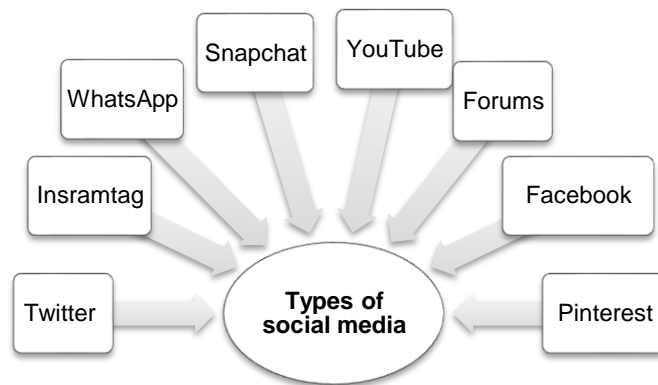 Snapchat
YouTube
WhatsApp
Forums
Insramtag
Facebook
Twitter
Types of
social media
Pinterest